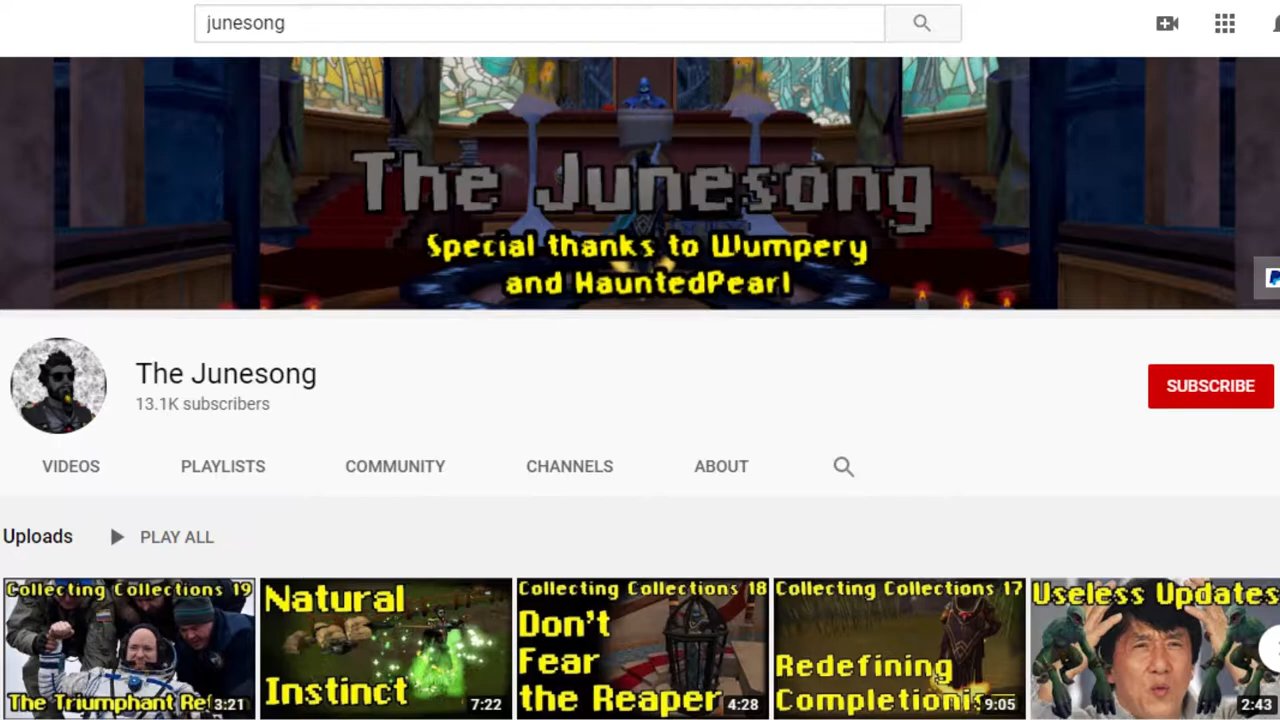 junesong
The Junesong
Special thanks to Wumpery
and HauntedPearl
The Junesong
13.1K subscribers
SUBSCRIBE
VIDEOS PLAYLISTS COMMUNITY CHANNELS ABOUT
Uploads PLAY ALL
Collecting Collections 19
The Triumphant
3:21
Natural
Instinct
7:22
Collecting Collections 18
Don't
Fear
the Reaper
4:28
Collecting Collections 17
Redefining
9:05
Useless Updates
2:43